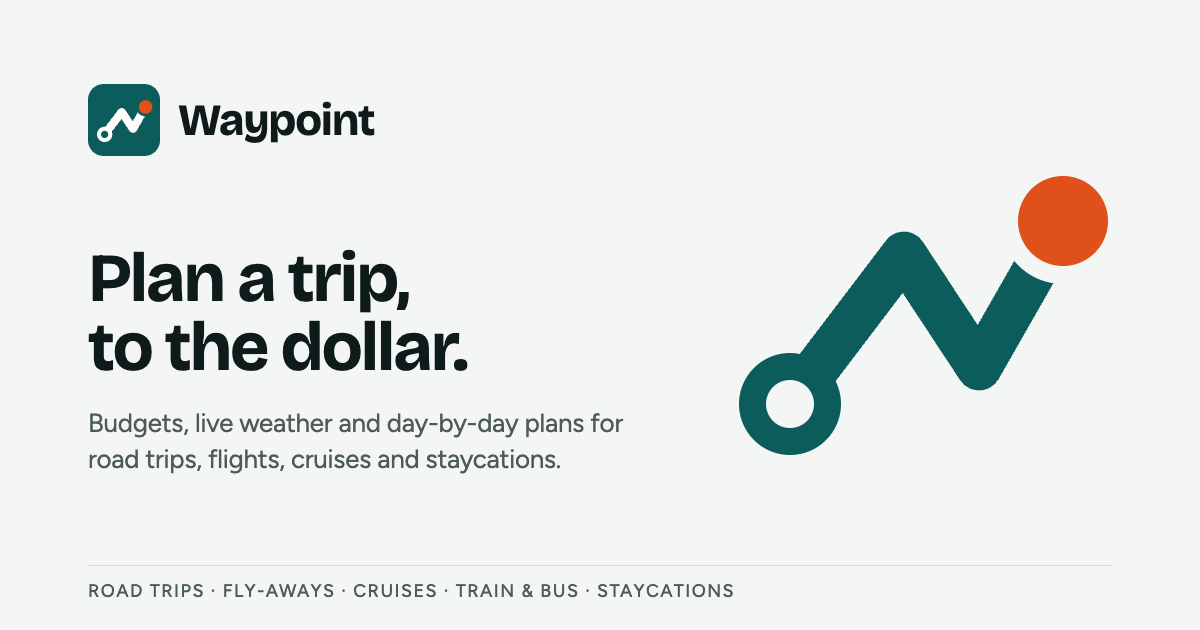 Waypoint
Plan a trip,
to the dollar.
Budgets, live weather and day-by-day plans for
road trips, flights, cruises and staycations.
ROAD TRIPS · FLY-AWAYS · CRUISES · TRAIN & BUS · STAYCATIONS